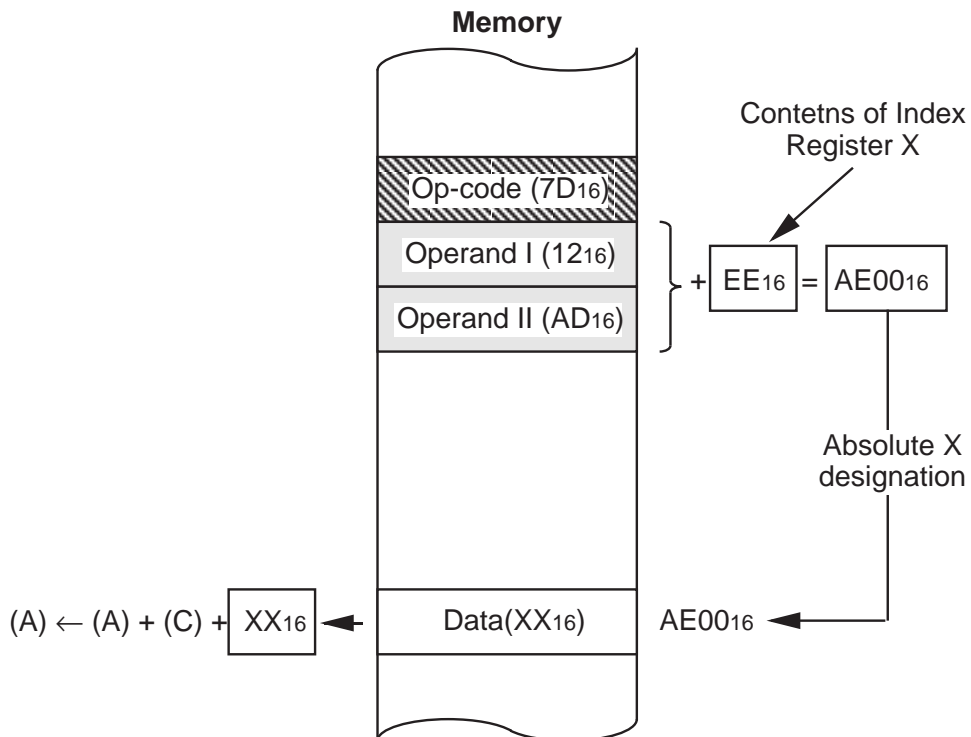 Memory
Contetns of Index
Register X
Op-code (7D16)
Operand I (1216)
Operand II (AD16)
+ EE16 = AE0016
Absolute X
designation
(A) ← (A) + (C) + XX16
Data(XX16)
AE0016